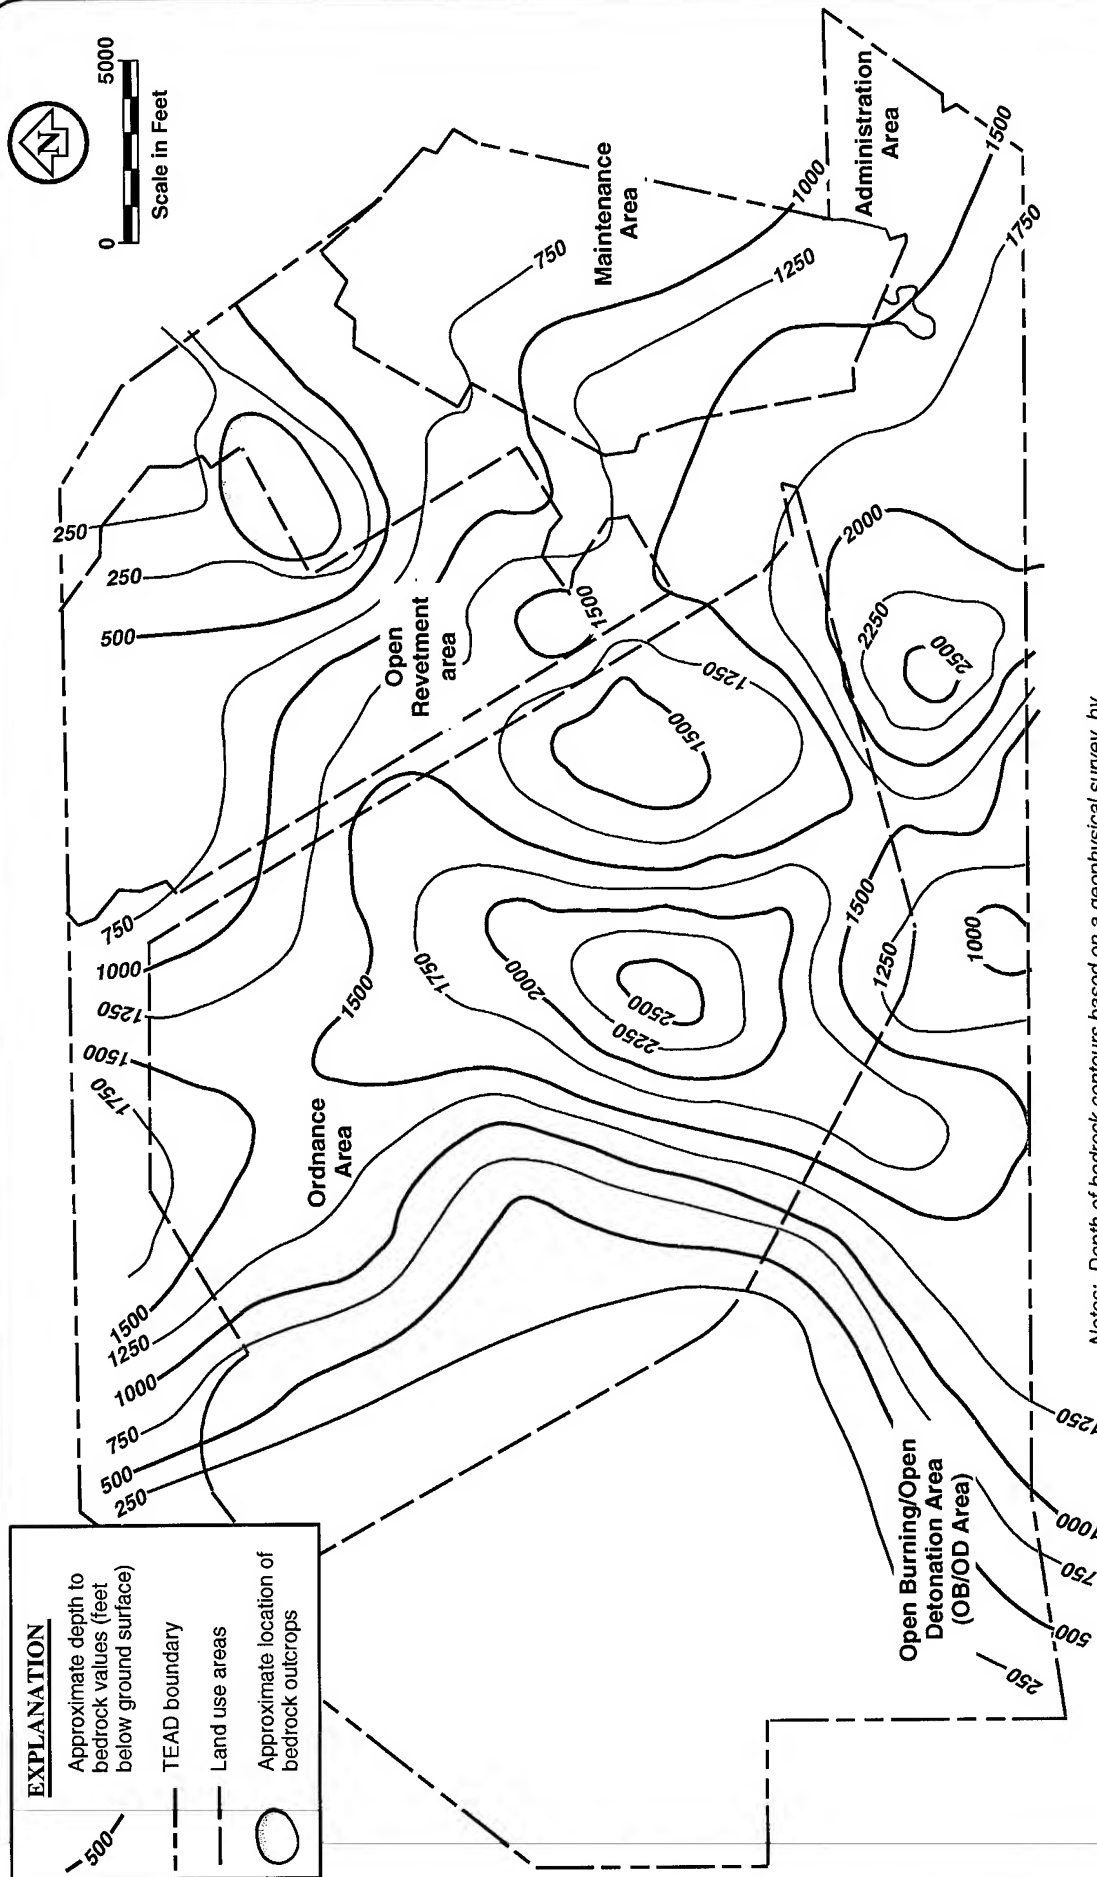 N
0
5000
Scale in Feet
EXPLANATION
500
Approximate depth to
bedrock values (feet
below ground surface)
TEAD boundary
Land use areas
Approximate location of
bedrock outcrops
250
500
750
1000
1250
1500
1750
1500
1250
1000
750
500
250
250
Ordnance
Area
Open
Revetment
area
Maintenance
Area
Administration
Area
Open Burning/Open
Detonation Area
(OB/OD Area)
1500
1750
2000
2250
2500
1500
1250
1500
750
1000
1250
1500
1750
2000
2250
2500
1500
1250
1000
250
500
750
1000
1250
Notes: Depth of bedrock contours based on a geophysical survey, by